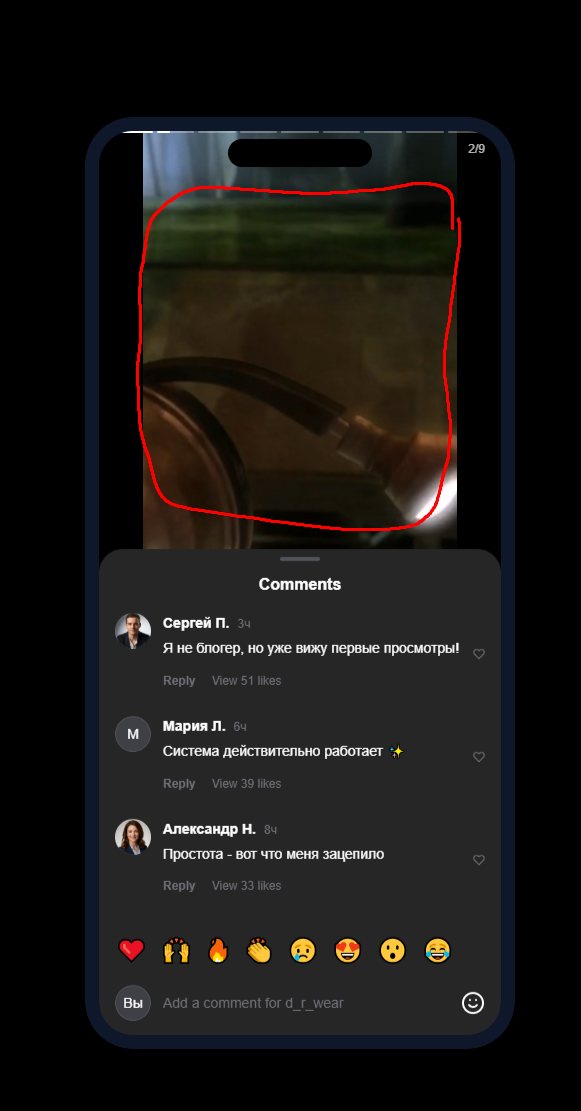 2/9
Comments
Сергей П. 3ч
Я не блогер, но уже вижу первые просмотры!
Reply View 51 likes
М
Мария Л. 6ч
Система действительно работает ✨
Reply View 39 likes
Александр Н. 8ч
Простота - вот что меня зацепило
Reply View 33 likes
Вы Add a comment for d_r_wear